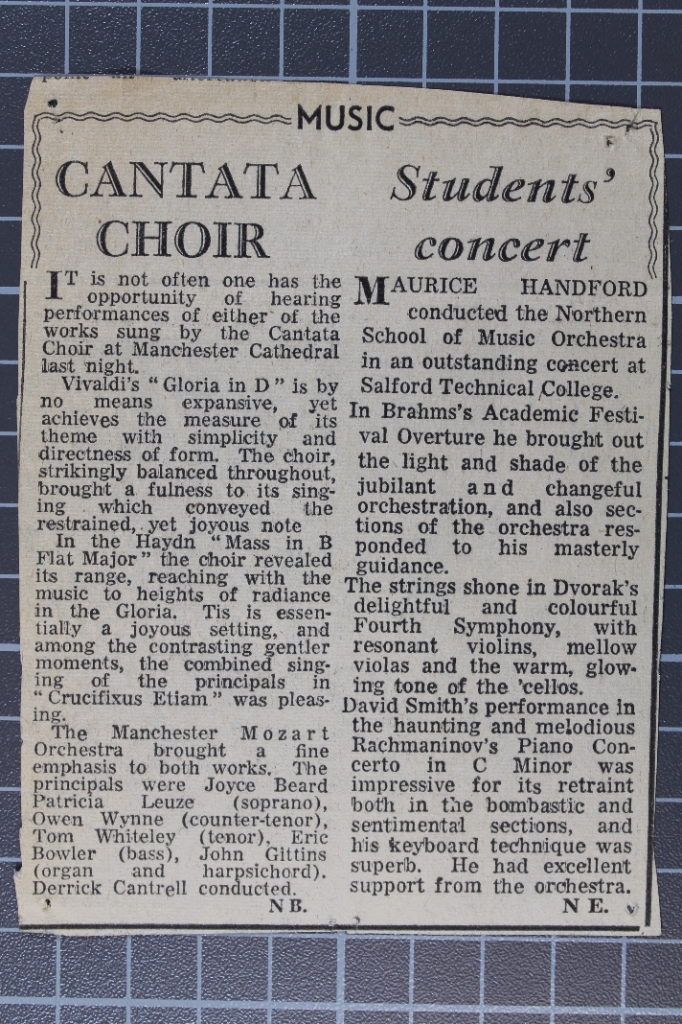 MUSIC
CANTATA
CHOIR
IT is not often one has the
opportunity of hearing
performances of either of the
works sung by the Cantata
Choir at Manchester Cathedral
last night.
Vivaldi's "Gloria in D" is by
no means expansive, yet
achieves the measure of its
theme with simplicity and
directness of form. The choir,
strikingly balanced throughout,
brought a fulness to its sing-
ing which conveyed the
restrained, yet joyous note
In the Haydn "Mass in B
Flat Major" the choir revealed
its range, reaching with the
music to heights of radiance
in the Gloria. Tis is essen-
tially a joyous setting, and
among the contrasting gentler
moments, the combined sing-
ing of the principals in
"Crucifixus Etiam" was pleas-
ing.
The Manchester Mozart
Orchestra brought a fine
emphasis to both works. The
principals were Joyce Beard
Patricia Leuze (soprano),
Owen Wynne (counter-tenor),
Tom Whiteley (tenor), Eric
Bowler (bass), John Gittins
(organ and harpsichord).
Derrick Cantrell conducted.
N B.
Students'
concert
MAURICE HANDFORD
conducted the Northern
School of Music Orchestra
in an outstanding concert at
Salford Technical College.
In Brahms's Academic Festi-
val Overture he brought out
the light and shade of the
jubilant and changeful
orchestration, and also sec-
tions of the orchestra res-
ponded to his masterly
guidance.
The strings shone in Dvorak's
delightful and colourful
Fourth Symphony, with
resonant violins, mellow
violas and the warm, glow-
ing tone of the 'cellos.
David Smith's performance in
the haunting and melodious
Rachmaninov's Piano Con-
certo in C Minor was
impressive for its retraint
both in the bombastic and
sentimental sections, and
his keyboard technique was
superb. He had excellent
support from the orchestra.
N E.